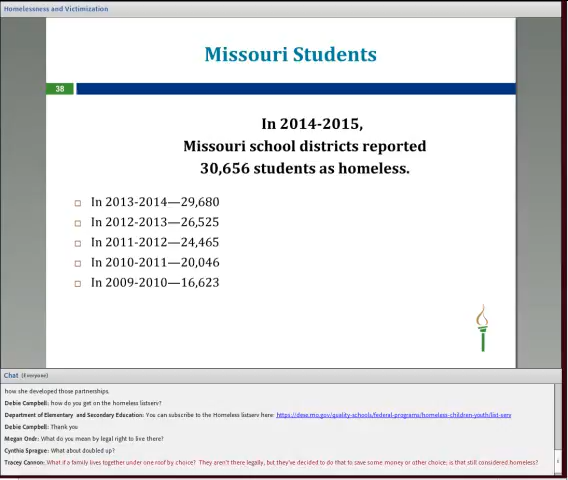 Homelessness and Victimization
Missouri Students
38
In 2014-2015,
Missouri school districts reported
30,656 students as homeless.
In 2013-2014—29,680
In 2012-2013—26,525
In 2011-2012—24,465
In 2010-2011—20,046
In 2009-2010—16,623
Chat (Everyone)
how she developed those partnerships.
Debie Campbell: how do you get on the homeless listserv?
Department of Elementary and Secondary Education: You can subscribe to the Homeless listserv here: https://dese.mo.gov/quality-schools/federal-programs/homeless-children-youth/list-serv
Debie Campbell: Thank you
Megan Ondr: What do you mean by legal right to live there?
Cynthia Sprague: What about doubled up?
Tracey Cannon: What if a family lives together under one roof by choice? They aren't there legally, but they've decided to do that to save some money or other choice; is that still considered homeless?